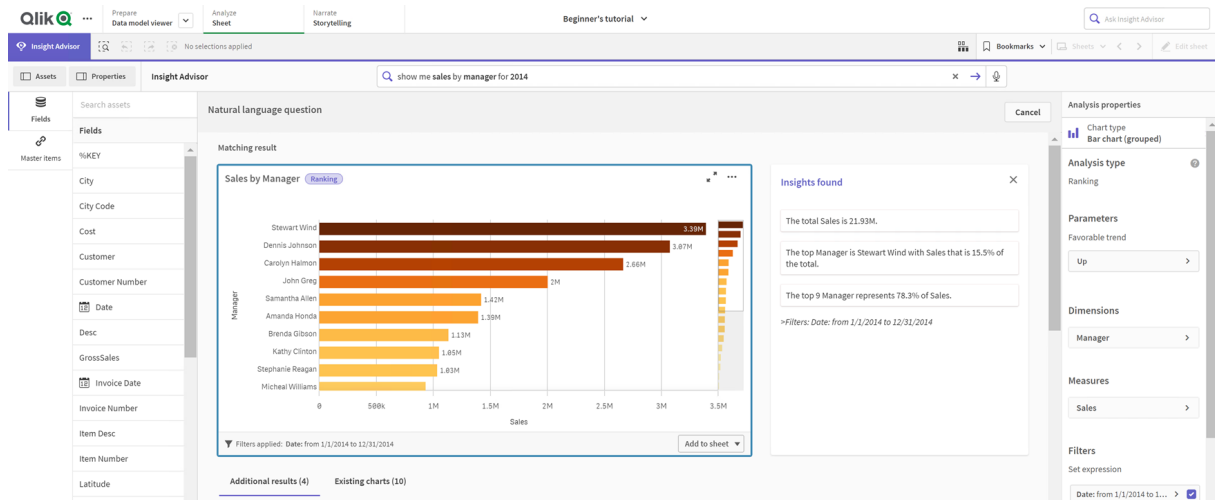 Qlik
Prepare
Data model viewer
Analyze
Sheet
Narrate
Storytelling
Beginner's tutorial
Ask Insight Advisor
Insight Advisor
No selections applied
Bookmarks
Sheets
Edit sheet
Assets
Properties
Insight Advisor
show me sales by manager for 2014
Fields
Master items
Search assets
Fields
%KEY
City
City Code
Cost
Customer
Customer Number
Date
Desc
GrossSales
Invoice Date
Invoice Number
Item Desc
Item Number
Latitude
Natural language question
Cancel
Matching result
Sales by Manager Ranking
Manager
Stewart Wind 3.39M
Dennis Johnson 3.07M
Carolyn Halmon 2.66M
John Greg 2M
Samantha Allen 1.42M
Amanda Honda 1.39M
Brenda Gibson 1.13M
Kathy Clinton 1.05M
Stephanie Reagan 1.03M
Micheal Williams
0 500k 1M 1.5M 2M 2.5M 3M 3.5M
Sales
Filters applied: Date: from 1/1/2014 to 12/31/2014
Add to sheet
Insights found
The total Sales is 21.93M.
The top Manager is Stewart Wind with Sales that is 15.5% of
the total.
The top 9 Manager represents 78.3% of Sales.
>Filters: Date: from 1/1/2014 to 12/31/2014
Additional results (4)
Existing charts (10)
Analysis properties
Chart type
Bar chart (grouped)
Analysis type
Ranking
Parameters
Favorable trend
Up
Dimensions
Manager
Measures
Sales
Filters
Set expression
Date: from 1/1/2014 to 1...